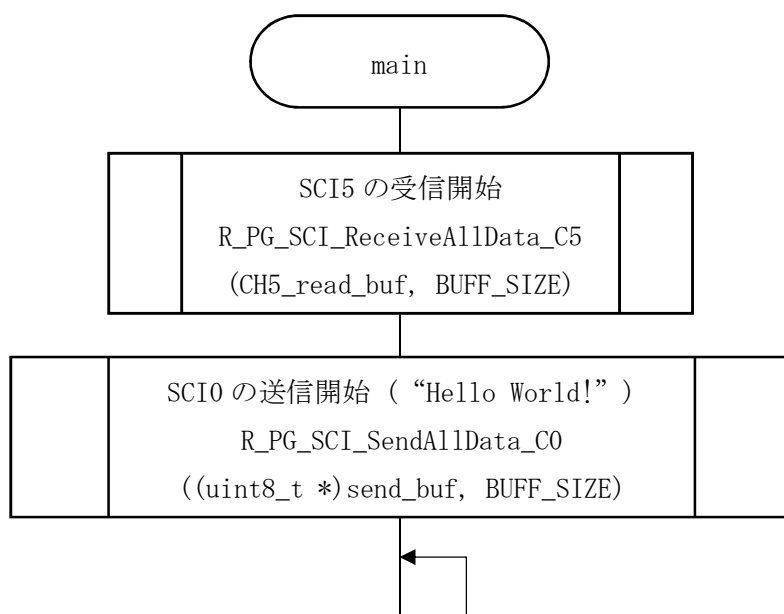 main
SCI5 の受信開始
R_PG_SCI_ReceiveAllData_C5
(CH5_read_buf, BUFF_SIZE)
SCI0 の送信開始 ( “Hello World!” )
R_PG_SCI_SendAllData_C0
((uint8_t *)send_buf, BUFF_SIZE)